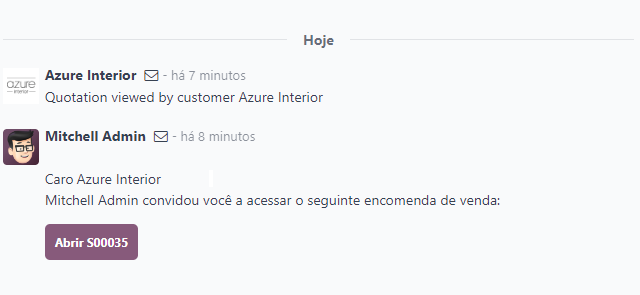 Hoje
azure
interior
Azure Interior - há 7 minutos
Quotation viewed by customer Azure Interior
Mitchell Admin - há 8 minutos
Caro Azure Interior
Mitchell Admin convidou você a acessar o seguinte encomenda de venda:
Abrir S00035